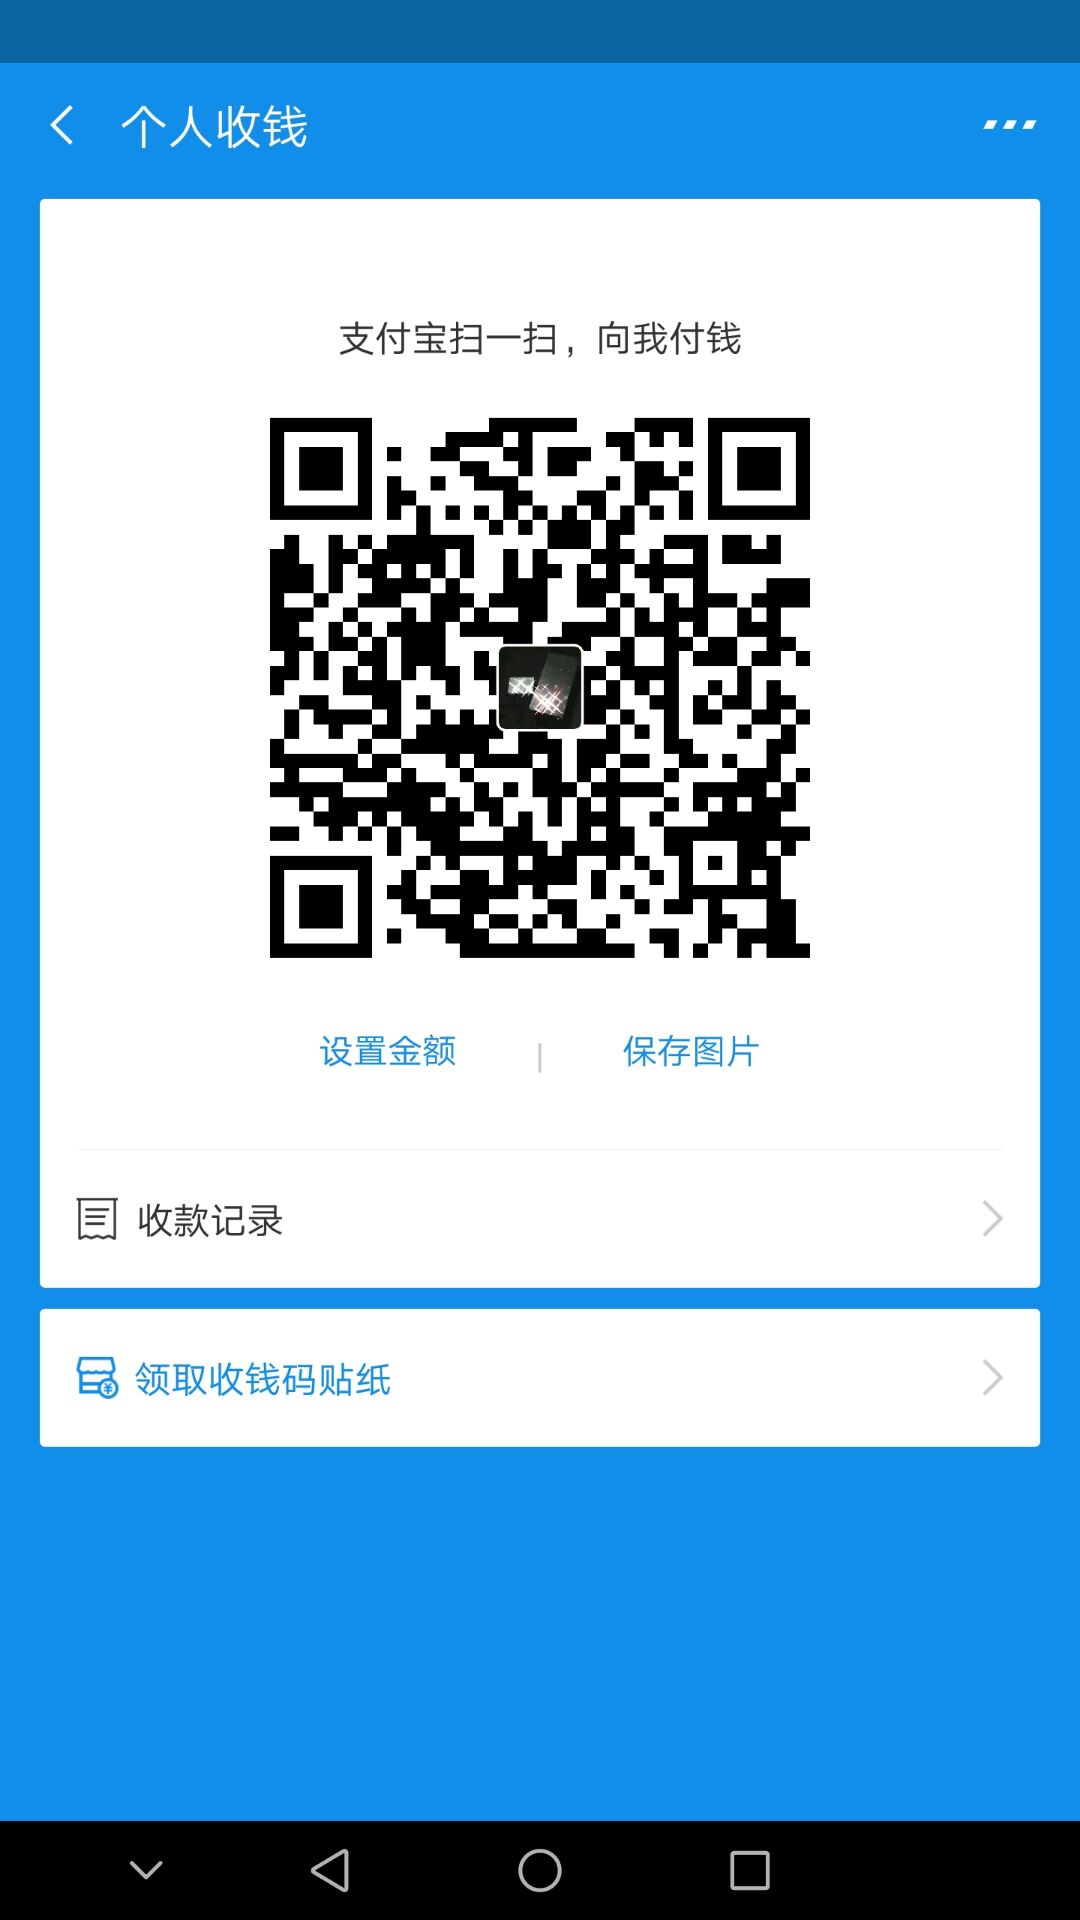 个人收钱
支付宝扫一扫，向我付钱
设置金额 | 保存图片
收款记录
领取收钱码贴纸